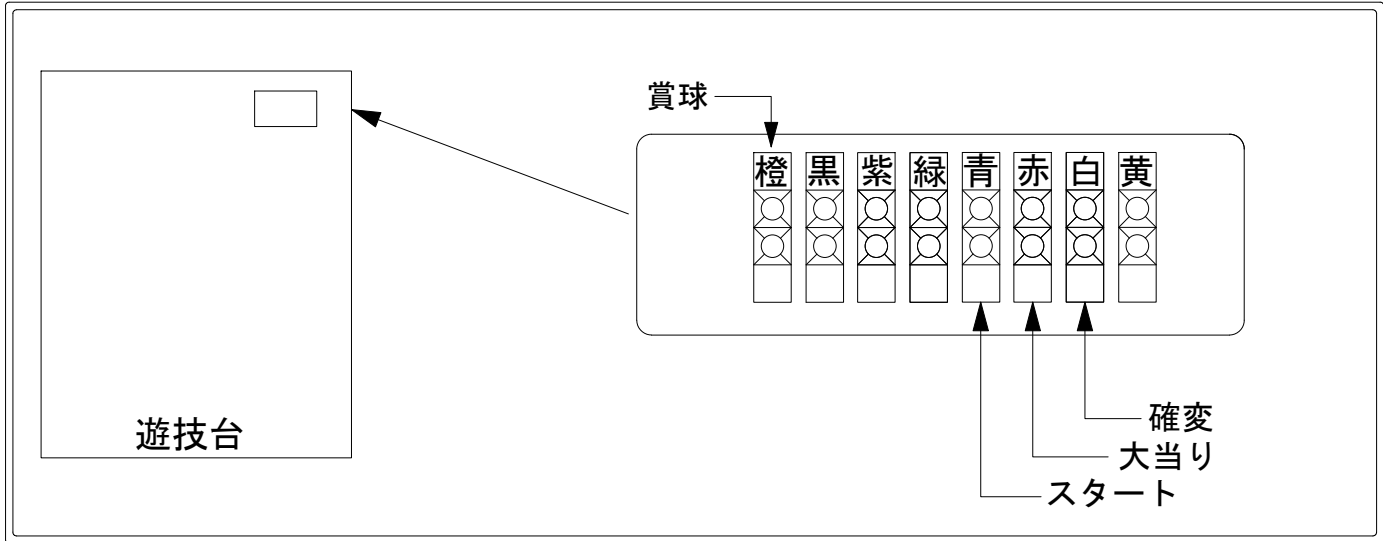 賞球
橙 黒 紫 緑 青 赤 白 黄
遊技台
確変
大当り
スタート